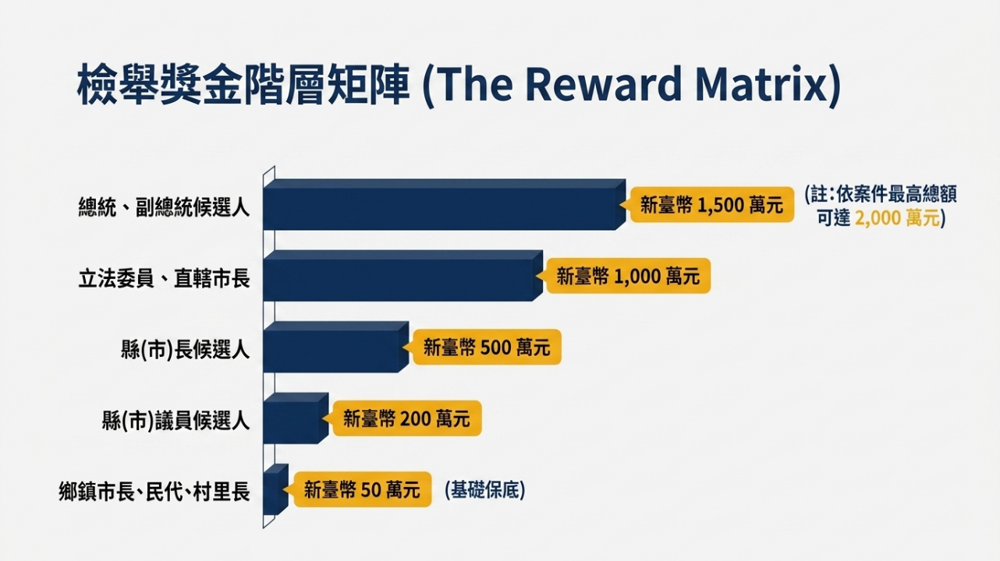 檢舉獎金階層矩陣 (The Reward Matrix)
總統、副總統候選人
新臺幣 1,500 萬元
(註：依案件最高總額
可達 2,000 萬元)
立法委員、直轄市長
新臺幣 1,000 萬元
縣(市)長候選人
新臺幣 500 萬元
縣(市)議員候選人
新臺幣 200 萬元
鄉鎮市長、民代、村里長
新臺幣 50 萬元
(基礎保底)